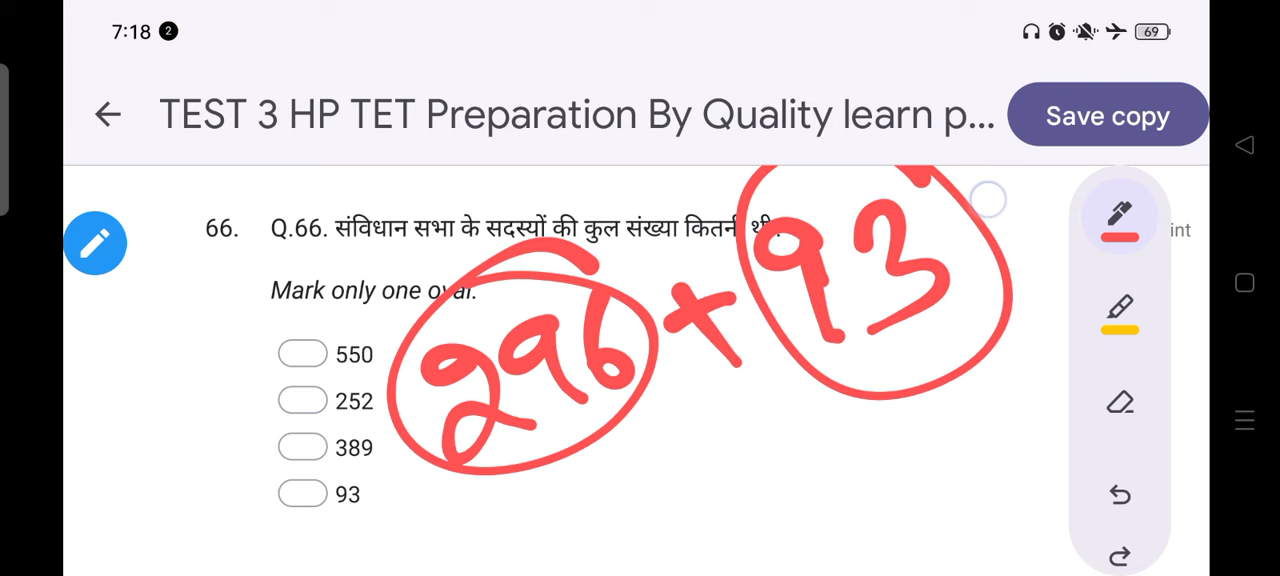 7:18 2 69
TEST 3 HP TET Preparation By Quality learn p... Save copy
66. Q.66. संविधान सभा के सदस्यों की कुल संख्या कितनी थी int
Mark only one oval.
296 + 93
550
252
389
93